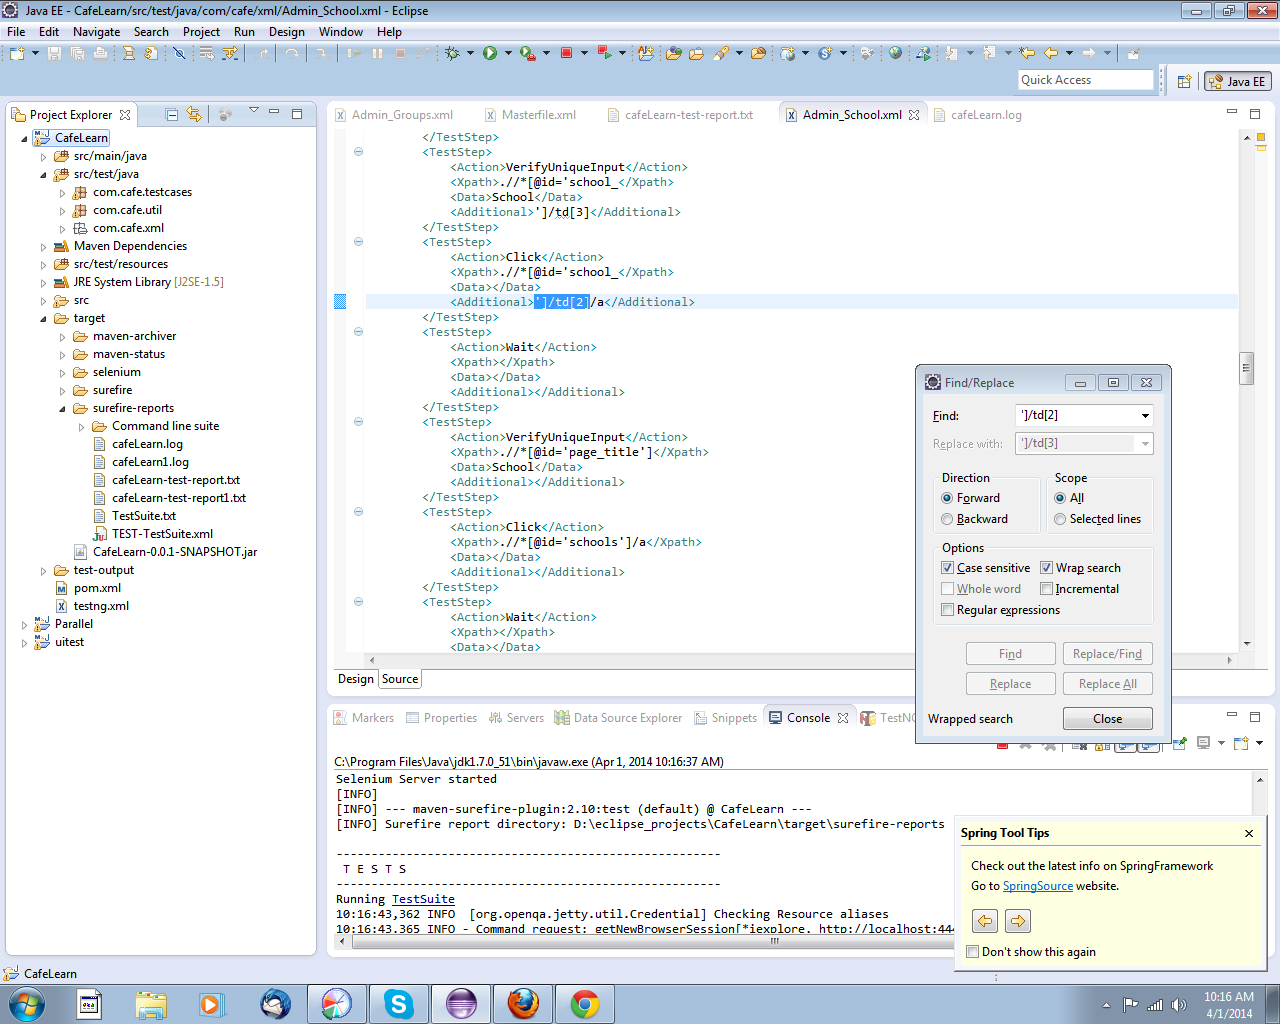 Java EE - CafeLearn/src/test/java/com/cafe/xml/Admin_School.xml - Eclipse
File Edit Navigate Search Project Run Design Window Help
Quick Access
Java EE
Project Explorer
CafeLearn
src/main/java
src/test/java
com.cafe.testcases
com.cafe.util
com.cafe.xml
Maven Dependencies
src/test/resources
JRE System Library [J2SE-1.5]
src
target
maven-archiver
maven-status
selenium
surefire
surefire-reports
Command line suite
cafeLearn.log
cafeLearn1.log
cafeLearn-test-report.txt
cafeLearn-test-report1.txt
TestSuite.txt
TEST-TestSuite.xml
CafeLearn-0.0.1-SNAPSHOT.jar
test-output
pom.xml
testng.xml
Parallel
uitest
Admin_Groups.xml Masterfile.xml cafeLearn-test-report.txt Admin_School.xml cafeLearn.log
</TestStep>
<TestStep>
<Action>VerifyUniqueInput</Action>
<Xpath>.//*[@id='school_</Xpath>
<Data>School</Data>
<Additional>']/td[3]</Additional>
</TestStep>
<TestStep>
<Action>Click</Action>
<Xpath>.//*[@id='school_</Xpath>
<Data></Data>
<Additional>']/td[2]/a</Additional>
</TestStep>
<TestStep>
<Action>Wait</Action>
<Xpath></Xpath>
<Data></Data>
<Additional></Additional>
</TestStep>
<TestStep>
<Action>VerifyUniqueInput</Action>
<Xpath>.//*[@id='page_title']</Xpath>
<Data>School</Data>
<Additional></Additional>
</TestStep>
<TestStep>
<Action>Click</Action>
<Xpath>.//*[@id='schools']/a</Xpath>
<Data></Data>
<Additional></Additional>
</TestStep>
<TestStep>
<Action>Wait</Action>
<Xpath></Xpath>
<Data></Data>
Design Source
Find/Replace
Find: ']/td[2]
Replace with: ']/td[3]
Direction
Forward
Backward
Scope
All
Selected lines
Options
Case sensitive Wrap search
Whole word Incremental
Regular expressions
Find Replace/Find
Replace Replace All
Wrapped search Close
Markers Properties Servers Data Source Explorer Snippets Console TestNG
C:\Program Files\Java\jdk1.7.0_51\bin\javaw.exe (Apr 1, 2014 10:16:37 AM)
Selenium Server started
[INFO]
[INFO] --- maven-surefire-plugin:2.10:test (default) @ CafeLearn ---
[INFO] Surefire report directory: D:\eclipse_projects\CafeLearn\target\surefire-reports
-------------------------------------------------------
T E S T S
-------------------------------------------------------
Running TestSuite
10:16:43,362 INFO [org.openqa.jetty.util.Credential] Checking Resource aliases
10:16:43,365 INFO - Command request: getNewBrowserSession[*iexplore, http://localhost:444
Spring Tool Tips
Check out the latest info on SpringFramework
Go to SpringSource website.
Don't show this again
CafeLearn
10:16 AM
4/1/2014